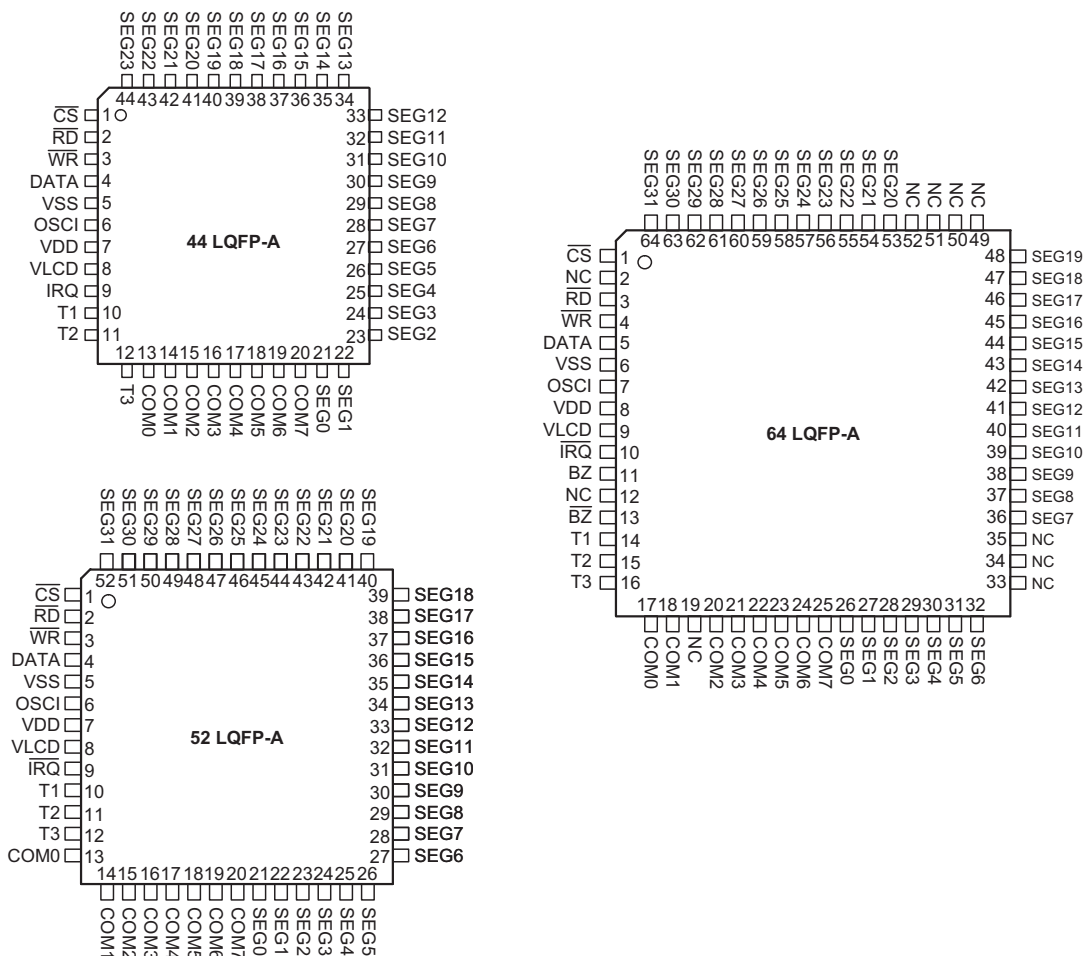 SEG23 SEG22 SEG21 SEG20 SEG19 SEG18 SEG17 SEG16 SEG15 SEG14 SEG13
44 43 42 41 40 39 38 37 36 35 34
C̅S̅ 1 33 SEG12
R̅D̅ 2 32 SEG11
W̅R̅ 3 31 SEG10
DATA 4 30 SEG9
VSS 5 29 SEG8
OSCI 6 28 SEG7
44 LQFP-A
VDD 7 27 SEG6
VLCD 8 26 SEG5
IRQ 9 25 SEG4
T1 10 24 SEG3
T2 11 23 SEG2
12 13 14 15 16 17 18 19 20 21 22
T3 COM0 COM1 COM2 COM3 COM4 COM5 COM6 COM7 SEG0 SEG1
SEG31 SEG30 SEG29 SEG28 SEG27 SEG26 SEG25 SEG24 SEG23 SEG22 SEG21 SEG20 SEG19
52 51 50 49 48 47 46 45 44 43 42 41 40
C̅S̅ 1 39 SEG18
R̅D̅ 2 38 SEG17
W̅R̅ 3 37 SEG16
DATA 4 36 SEG15
VSS 5 35 SEG14
OSCI 6 34 SEG13
VDD 7 33 SEG12
52 LQFP-A
VLCD 8 32 SEG11
I̅R̅Q̅ 9 31 SEG10
T1 10 30 SEG9
T2 11 29 SEG8
T3 12 28 SEG7
COM0 13 27 SEG6
14 15 16 17 18 19 20 21 22 23 24 25 26
COM1 COM2 COM3 COM4 COM5 COM6 COM7 SEG0 SEG1 SEG2 SEG3 SEG4 SEG5
SEG31 SEG30 SEG29 SEG28 SEG27 SEG26 SEG25 SEG24 SEG23 SEG22 SEG21 SEG20 NC NC NC NC
64 63 62 61 60 59 58 57 56 55 54 53 52 51 50 49
C̅S̅ 1 48 SEG19
NC 2 47 SEG18
R̅D̅ 3 46 SEG17
W̅R̅ 4 45 SEG16
DATA 5 44 SEG15
VSS 6 43 SEG14
OSCI 7 42 SEG13
VDD 8 41 SEG12
VLCD 9 40 SEG11
64 LQFP-A
I̅R̅Q̅ 10 39 SEG10
BZ 11 38 SEG9
NC 12 37 SEG8
B̅Z̅ 13 36 SEG7
T1 14 35 NC
T2 15 34 NC
T3 16 33 NC
17 18 19 20 21 22 23 24 25 26 27 28 29 30 31 32
COM0 COM1 NC COM2 COM3 COM4 COM5 COM6 COM7 SEG0 SEG1 SEG2 SEG3 SEG4 SEG5 SEG6